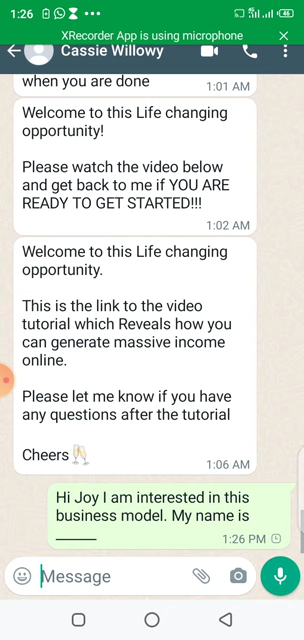 1:26
46
XRecorder App is using microphone
Cassie Willowy
when you are done
1:01 AM
Welcome to this Life changing
opportunity!
Please watch the video below
and get back to me if YOU ARE
READY TO GET STARTED!!!
1:02 AM
Welcome to this Life changing
opportunity.
This is the link to the video
tutorial which Reveals how you
can generate massive income
online.
Please let me know if you have
any questions after the tutorial
Cheers🥂
1:06 AM
Hi Joy I am interested in this
business model. My name is
_____
1:26 PM
Message